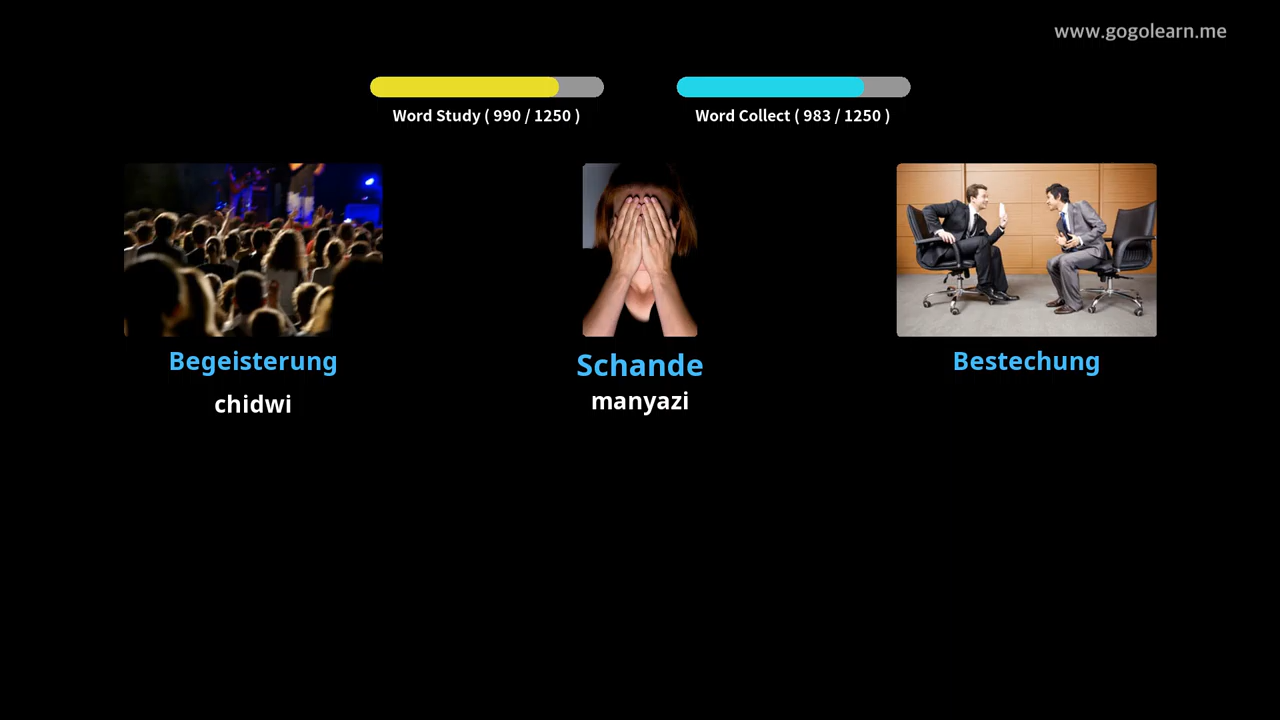 www.gogolearn.me
Word Study ( 990 / 1250 )
Word Collect ( 983 / 1250 )
Begeisterung
chidwi
Schande
manyazi
Bestechung